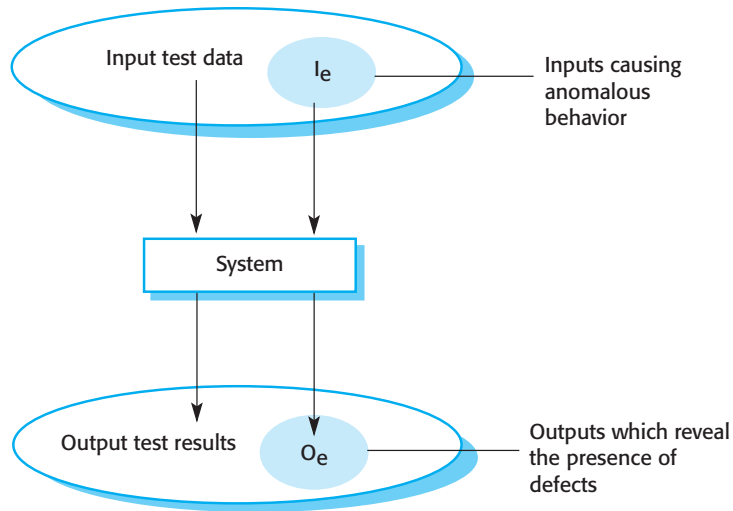 Input test data
Ie
Inputs causing
anomalous
behavior
System
Output test results
Oe
Outputs which reveal
the presence of
defects